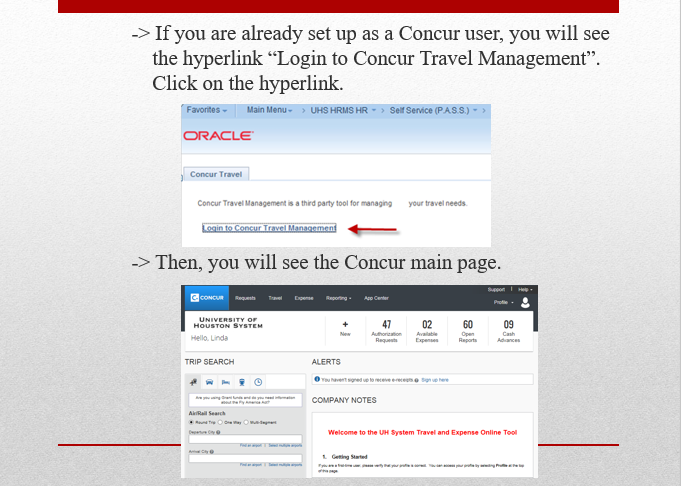 -> If you are already set up as a Concur user, you will see
the hyperlink “Login to Concur Travel Management”.
Click on the hyperlink.
Favorites Main Menu > UHS HRMS HR > Self Service (P.A.S.S.) >
ORACLE
Concur Travel
Concur Travel Management is a third party tool for managing your travel needs.
Login to Concur Travel Management
-> Then, you will see the Concur main page.
Support | Help
CONCUR Requests Travel Expense Reporting App Center
Profile
UNIVERSITY OF
HOUSTON SYSTEM
Hello, Linda
+ 47 02 60 09
New Authorization Available Open Cash
Requests Expenses Reports Advances
TRIP SEARCH
ALERTS
You haven't signed up to receive e-receipts Sign up here
Are you using Grant funds and do you need information
about the Fly America Act?
COMPANY NOTES
Air/Rail Search
Round Trip One Way Multi-Segment
Departure City
Find an airport | Select multiple airports
Arrival City
Find an airport | Select multiple airports
Welcome to the UH System Travel and Expense Online Tool
1. Getting Started
If you are a first-time user, please verify that your profile is correct. You can access your profile by selecting Profile at the top
of this page.